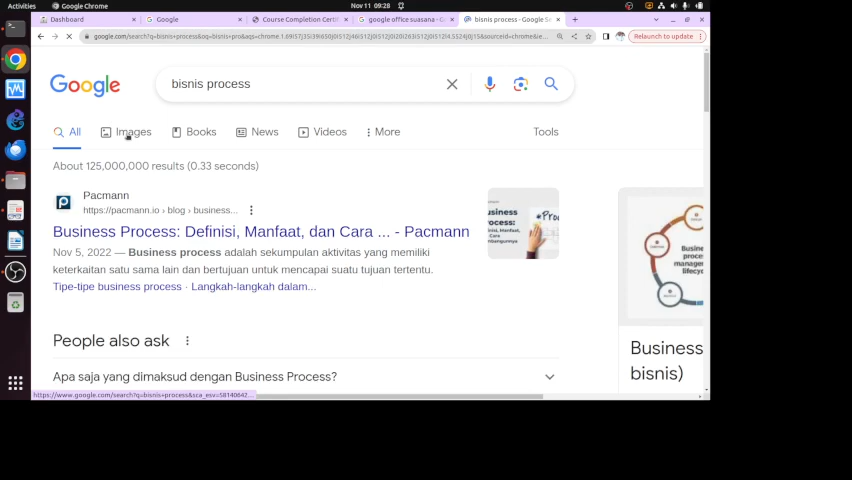 Activities
Google Chrome
Nov 11 09:28
Dashboard
Google
Course Completion Certi
google office suasana - G
bisnis process - Google Se
Relaunch to update
Google
bisnis process
All
Images
Books
News
Videos
More
Tools
About 125,000,000 results (0.33 seconds)
Pacmann
https://pacmann.io › blog › business...
Business Process: Definisi, Manfaat, dan Cara ... - Pacmann
Nov 5, 2022 — Business process adalah sekumpulan aktivitas yang memiliki
keterkaitan satu sama lain dan bertujuan untuk mencapai suatu tujuan tertentu.
Tipe-tipe business process · Langkah-langkah dalam...
People also ask
Apa saja yang dimaksud dengan Business Process?
Business
bisnis)